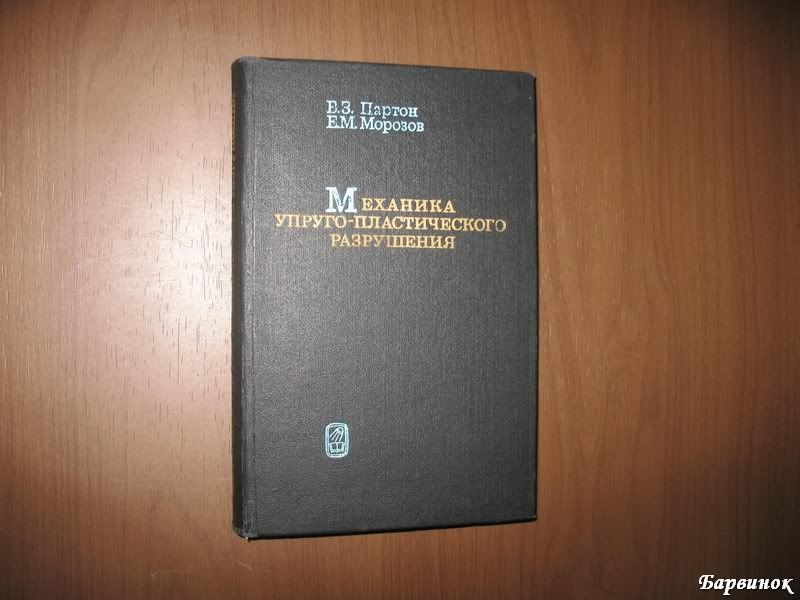 В.З. Партон
Е.М. Морозов
Механика
упруго-пластического
разрушения
Барвинок